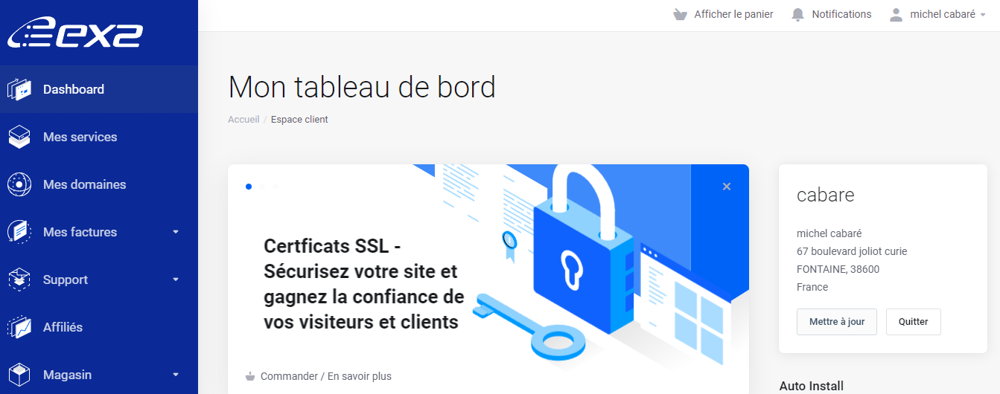 Afficher le panier
Notifications
michel cabaré
ex2
Dashboard
Mes services
Mes domaines
Mes factures
Support
Affiliés
Magasin
Mon tableau de bord
Accueil / Espace client
Certficats SSL -
Sécurisez votre site et
gagnez la confiance de
vos visiteurs et clients
Commander / En savoir plus
cabare
michel cabaré
67 boulevard joliot curie
FONTAINE, 38600
France
Mettre à jour
Quitter
Auto Install